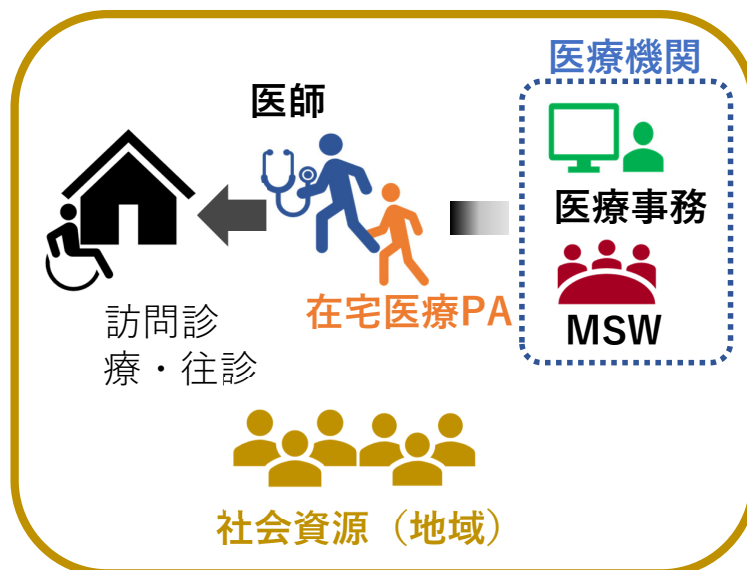 医療機関
医師
医療事務
在宅医療PA
MSW
訪問診
療・往診
社会資源（地域）